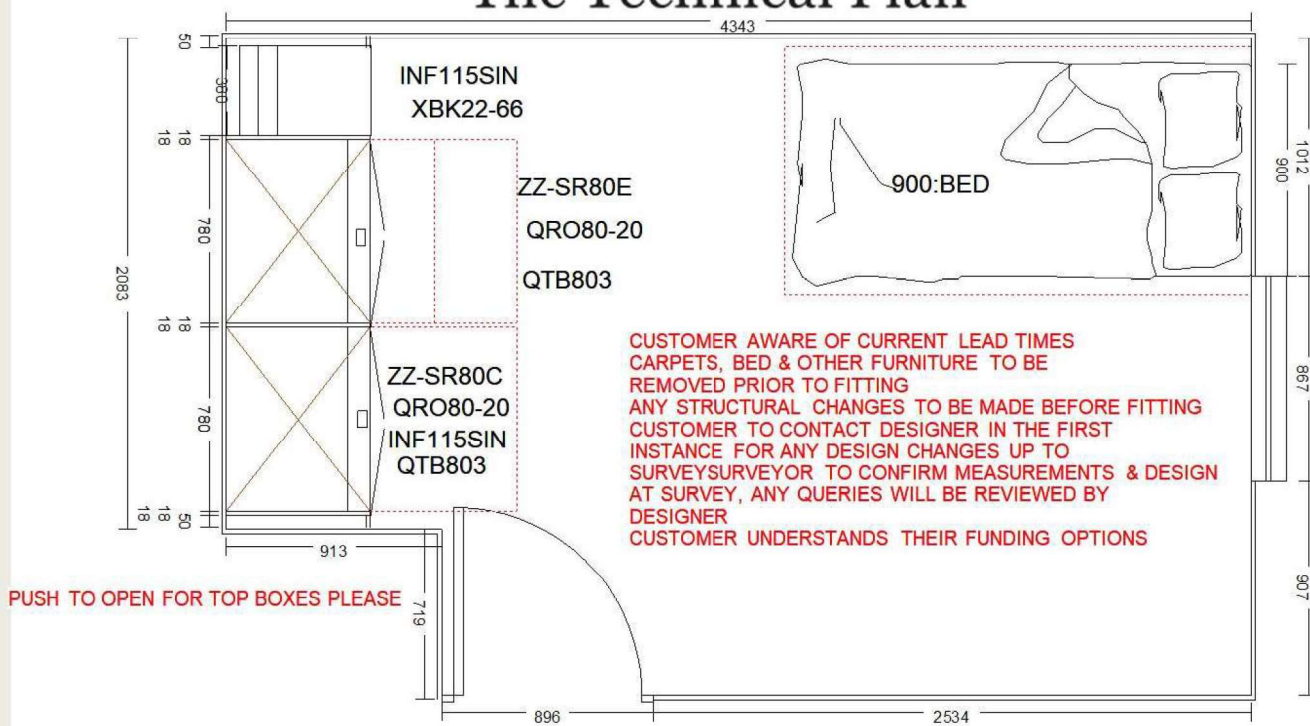 The Technical Plan
4343
50
380
18 18
780
18 18
780
18 18
50
2083
913
719
896
2534
1012
900
867
907
INF115SIN
XBK22-66
ZZ-SR80E
QRO80-20
QTB803
ZZ-SR80C
QRO80-20
INF115SIN
QTB803
900:BED
CUSTOMER AWARE OF CURRENT LEAD TIMES
CARPETS, BED & OTHER FURNITURE TO BE
REMOVED PRIOR TO FITTING
ANY STRUCTURAL CHANGES TO BE MADE BEFORE FITTING
CUSTOMER TO CONTACT DESIGNER IN THE FIRST
INSTANCE FOR ANY DESIGN CHANGES UP TO
SURVEYSURVEYOR TO CONFIRM MEASUREMENTS & DESIGN
AT SURVEY, ANY QUERIES WILL BE REVIEWED BY
DESIGNER
CUSTOMER UNDERSTANDS THEIR FUNDING OPTIONS
PUSH TO OPEN FOR TOP BOXES PLEASE